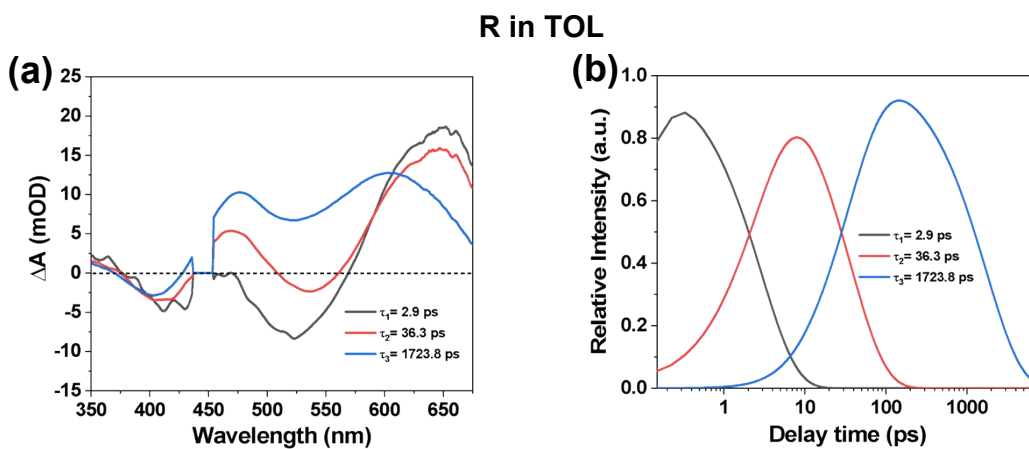 R in TOL
(a)
25
20
15
10
5
0
-5
-10
-15
ΔA (mOD)
τ1= 2.9 ps
τ2= 36.3 ps
τ3= 1723.8 ps
350 400 450 500 550 600 650
Wavelength (nm)
(b)
1.0
0.8
0.6
0.4
0.2
0.0
Relative Intensity (a.u.)
τ1= 2.9 ps
τ2= 36.3 ps
τ3= 1723.8 ps
1 10 100 1000
Delay time (ps)